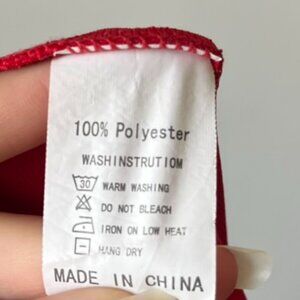 100% Polyester
WASHINSTRUTIOM
30 WARM WASHING
DO NOT BLEACH
IRON ON LOW HEAT
HANG DRY
MADE IN CHINA